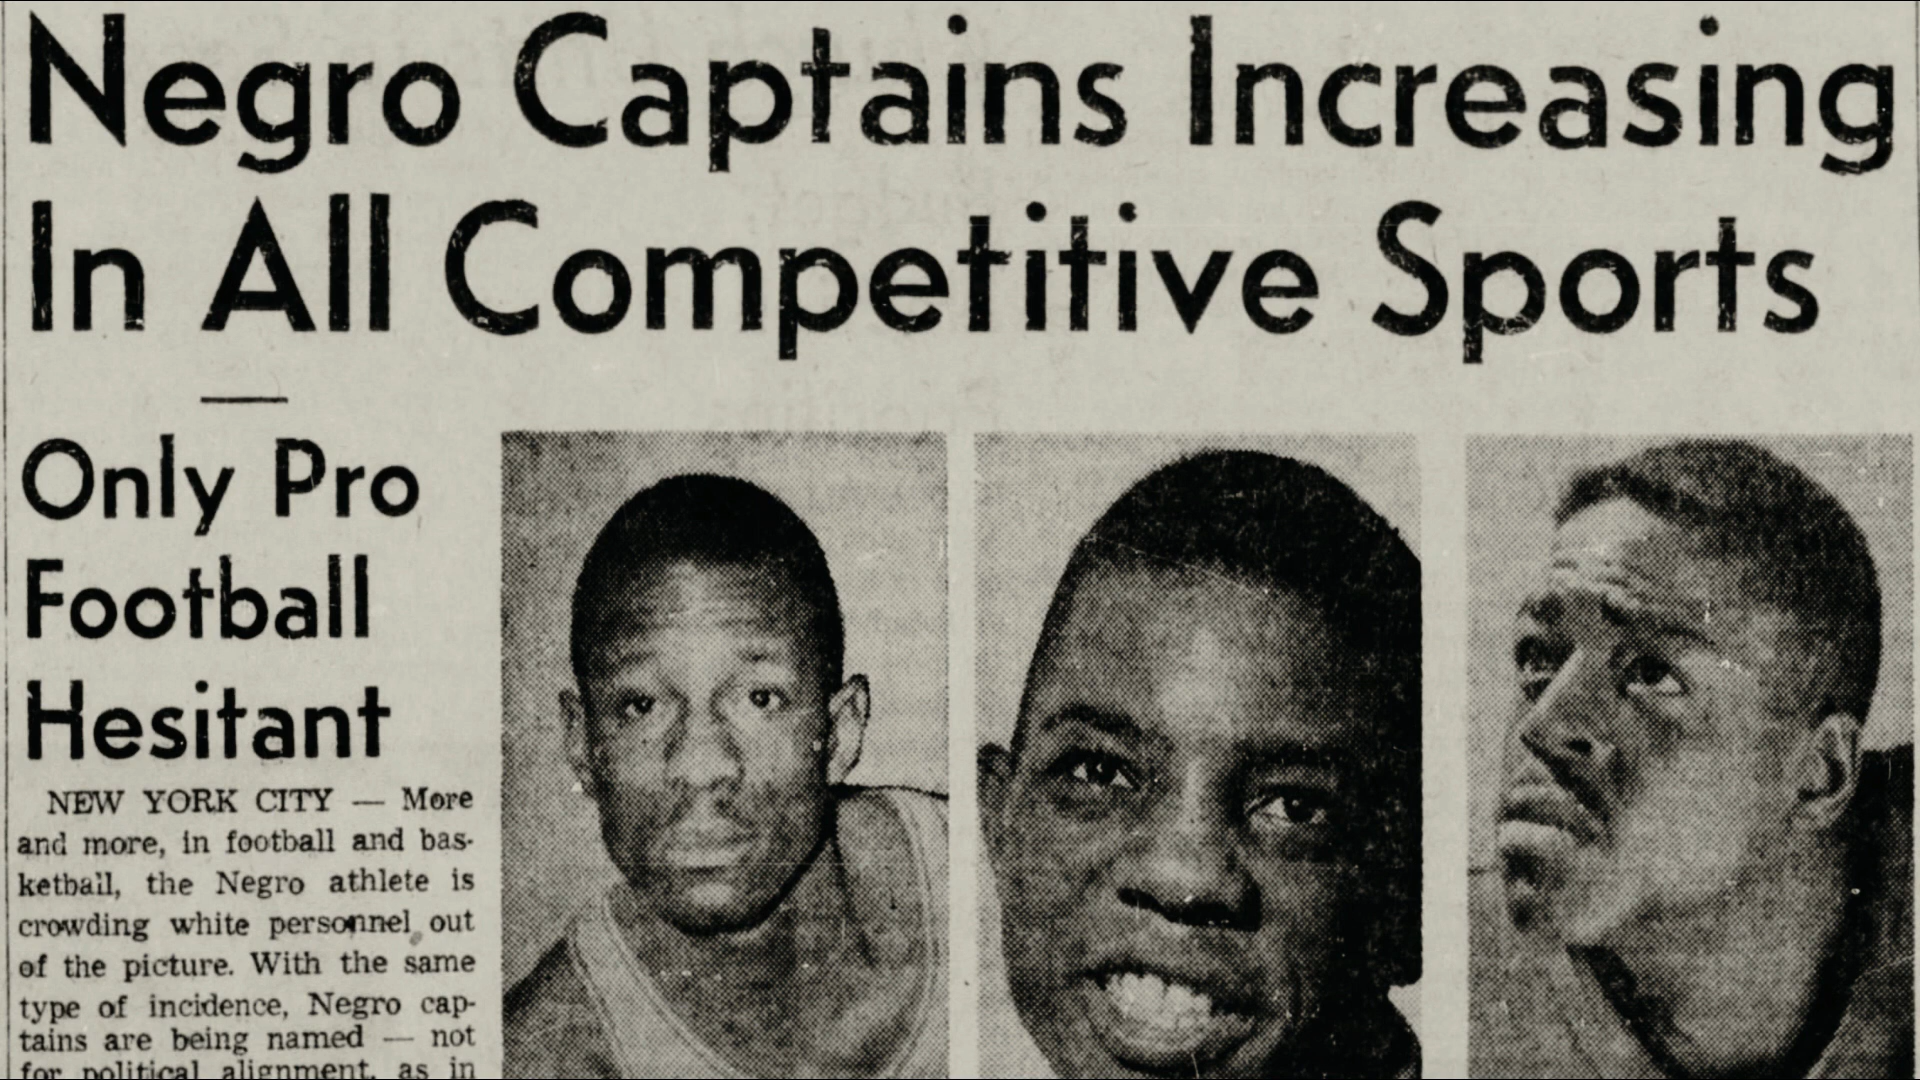 Negro Captains Increasing
In All Competitive Sports
Only Pro
Football
Hesitant
NEW YORK CITY — More
and more, in football and bas-
ketball, the Negro athlete is
crowding white personnel out
of the picture. With the same
type of incidence, Negro cap-
tains are being named — not
for political alignment, as in